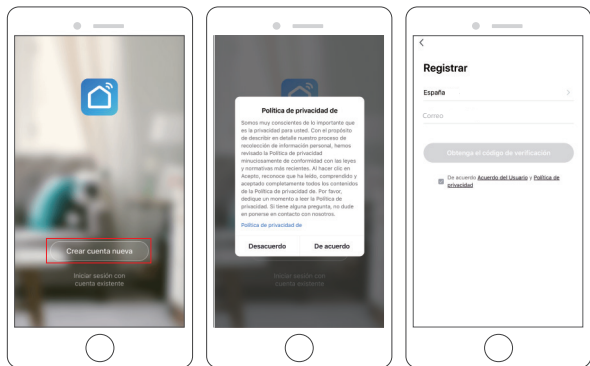 Crear cuenta nueva
Iniciar sesión con
cuenta existente
Política de privacidad de
Somos muy conscientes de lo importante que
es la privacidad para usted. Con el propósito
de describir en detalle nuestro proceso de
recolección de información personal, hemos
revisado la Política de privacidad
minuciosamente de conformidad con las leyes
y normativas más recientes. Al hacer clic en
Acepto, reconoce que ha leído, comprendido y
aceptado completamente todos los contenidos
de la Política de privacidad de. Por favor,
dedique un momento a leer la Política de
privacidad. Si tiene alguna pregunta, no dude
en ponerse en contacto con nosotros.
Política de privacidad de
Desacuerdo De acuerdo
Iniciar sesión con
cuenta existente
Registrar
España
Correo
Obtenga el código de verificación
De acuerdo Acuerdo del Usuario y Política de
privacidad